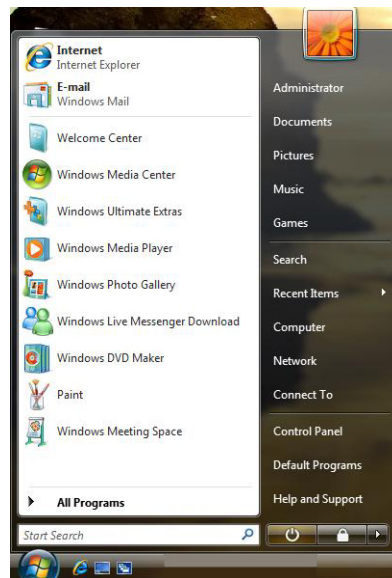 Internet
Internet Explorer
E-mail
Windows Mail
Welcome Center
Windows Media Center
Windows Ultimate Extras
Windows Media Player
Windows Photo Gallery
Windows Live Messenger Download
Windows DVD Maker
Paint
Windows Meeting Space
All Programs
Start Search
Administrator
Documents
Pictures
Music
Games
Search
Recent Items
Computer
Network
Connect To
Control Panel
Default Programs
Help and Support